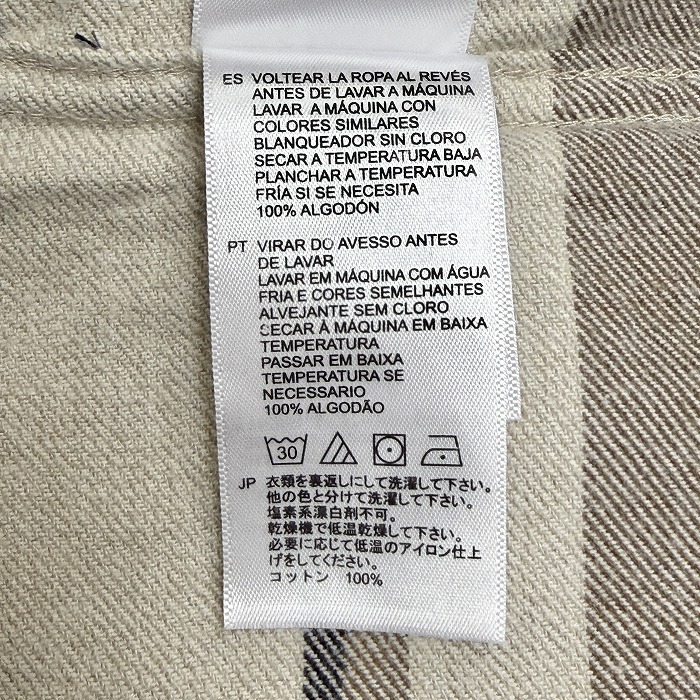 ES VOLTEAR LA ROPA AL REVÉS
ANTES DE LAVAR A MÁQUINA
LAVAR A MÁQUINA CON
COLORES SIMILARES
BLANQUEADOR SIN CLORO
SECAR A TEMPERATURA BAJA
PLANCHAR A TEMPERATURA
FRÍA SI SE NECESITA
100% ALGODÓN
PT VIRAR DO AVESSO ANTES
DE LAVAR
LAVAR EM MÁQUINA COM ÁGUA
FRIA E CORES SEMELHANTES
ALVEJANTE SEM CLORO
SECAR À MÁQUINA EM BAIXA
TEMPERATURA
PASSAR EM BAIXA
TEMPERATURA SE
NECESSARIO
100% ALGODÃO
30
JP 衣類を裏返しにして洗濯して下さい。
他の色と分けて洗濯して下さい。
塩素系漂白剤不可。
乾燥機で低温乾燥して下さい。
必要に応じて低温のアイロン仕上
げをしてください。
コットン 100%